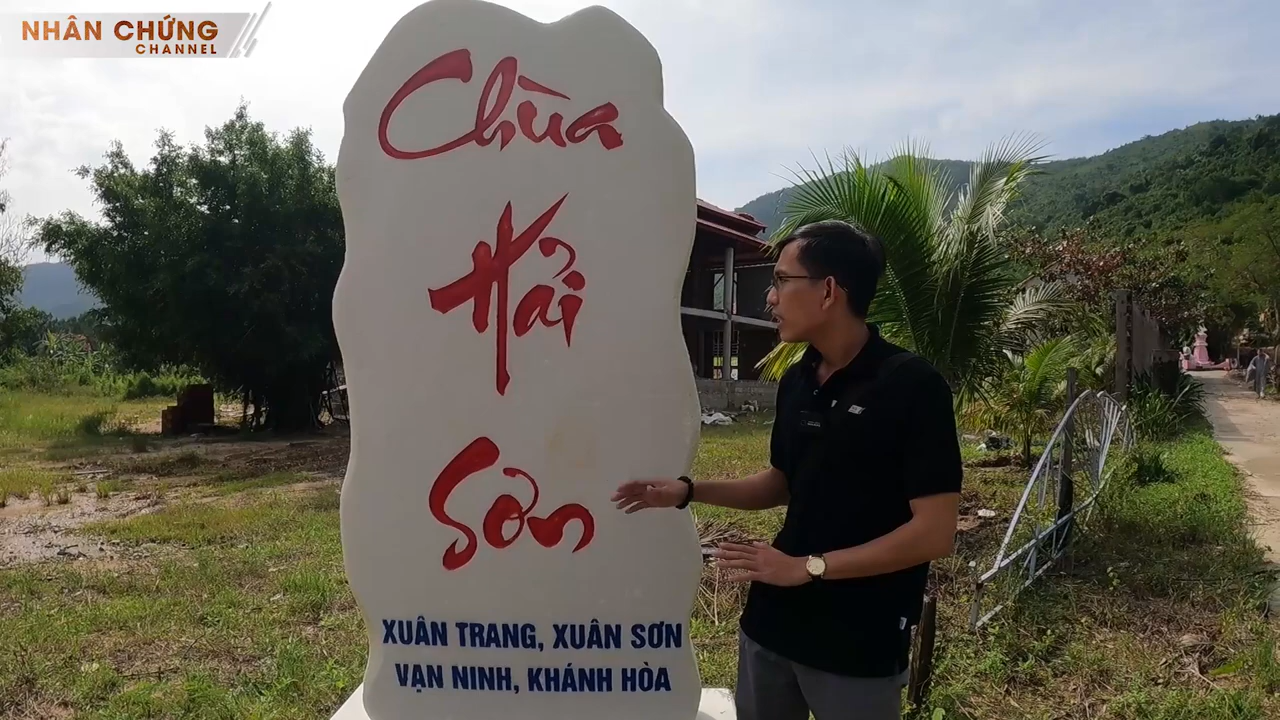 NHÂN CHỨNG
CHANNEL
Chùa
Hải
Sơn
XUÂN TRANG, XUÂN SƠN
VẠN NINH, KHÁNH HÒA